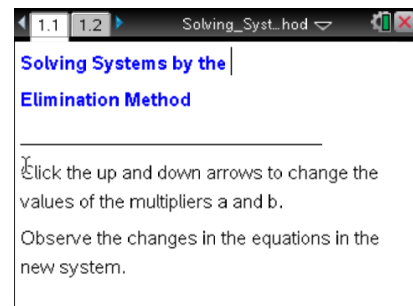 1.1 1.2 Solving_Syst...hod
Solving Systems by the
Elimination Method
Click the up and down arrows to change the
values of the multipliers a and b.
Observe the changes in the equations in the
new system.